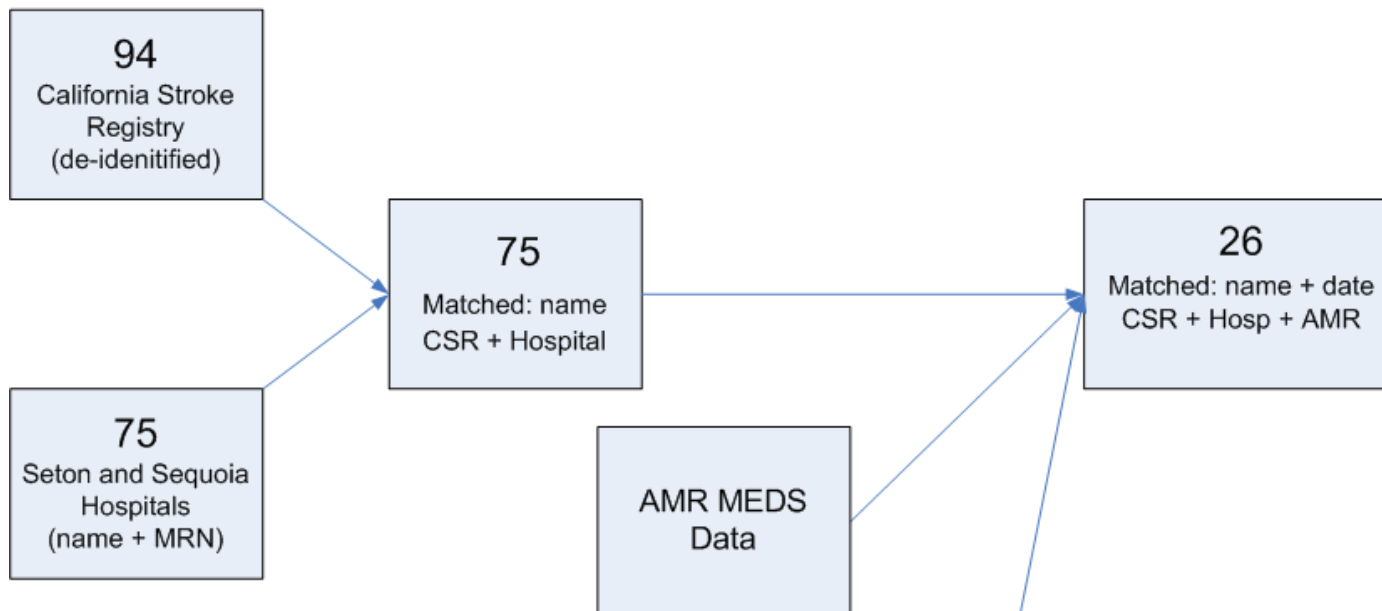 94
California Stroke
Registry
(de-idenitified)
75
Matched: name
CSR + Hospital
26
Matched: name + date
CSR + Hosp + AMR
75
Seton and Sequoia
Hospitals
(name + MRN)
AMR MEDS
Data